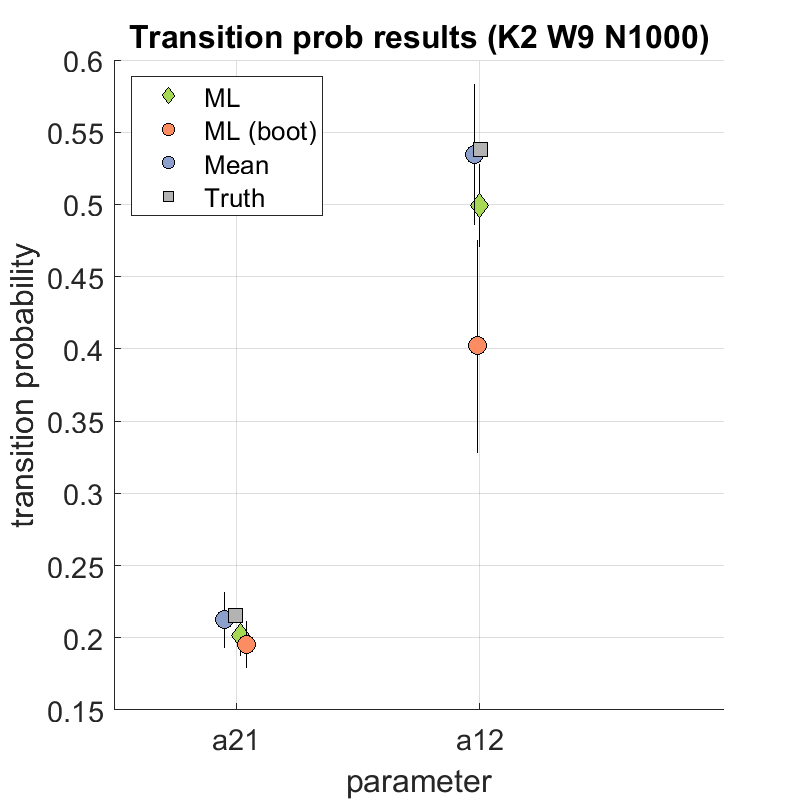 Transition prob results (K2 W9 N1000)
ML
ML (boot)
Mean
Truth
0.6
0.55
0.5
0.45
0.4
0.35
0.3
0.25
0.2
0.15
transition probability
a21
a12
parameter